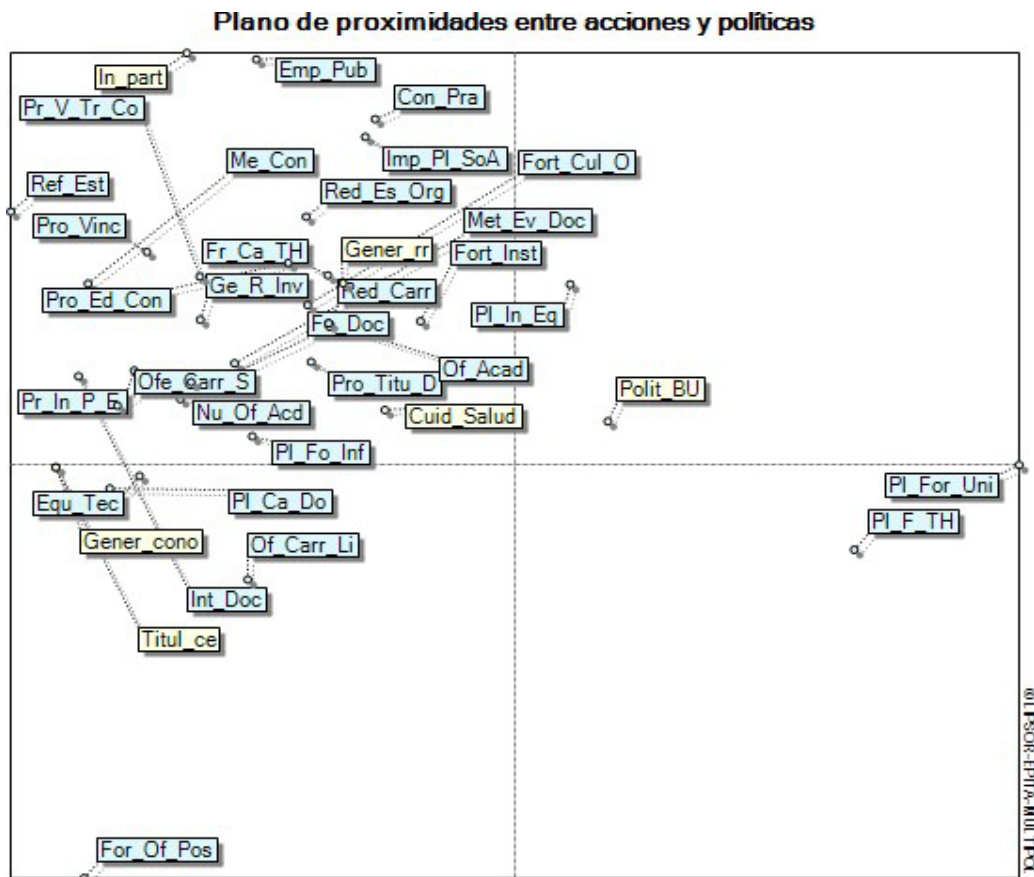 Plano de proximidades entre acciones y políticas
In_part
Emp_Pub
Pr_V_Tr_Co
Con_Pra
Me_Con
Imp_Pl_SoA
Fort_Cul_O
Ref_Est
Red_Es_Org
Pro_Vinc
Met_Ev_Doc
Fr_Ca_TH
Gener_rr
Fort_Inst
Pro_Ed_Con
Ge_R_Inv
Red_Carr
Pl_In_Eq
Fo_Doc
Of_Acad
Ofe_Carr_S
Pro_Titu_D
Polit_BU
Pr_In_P_E
Nu_Of_Acd
Cuid_Salud
Pl_Fo_Inf
Pl_For_Uni
Equ_Tec
Pl_Ca_Do
Pl_F_TH
Gener_cono
Of_Carr_Li
Int_Doc
Titul_ce
For_Of_Pos